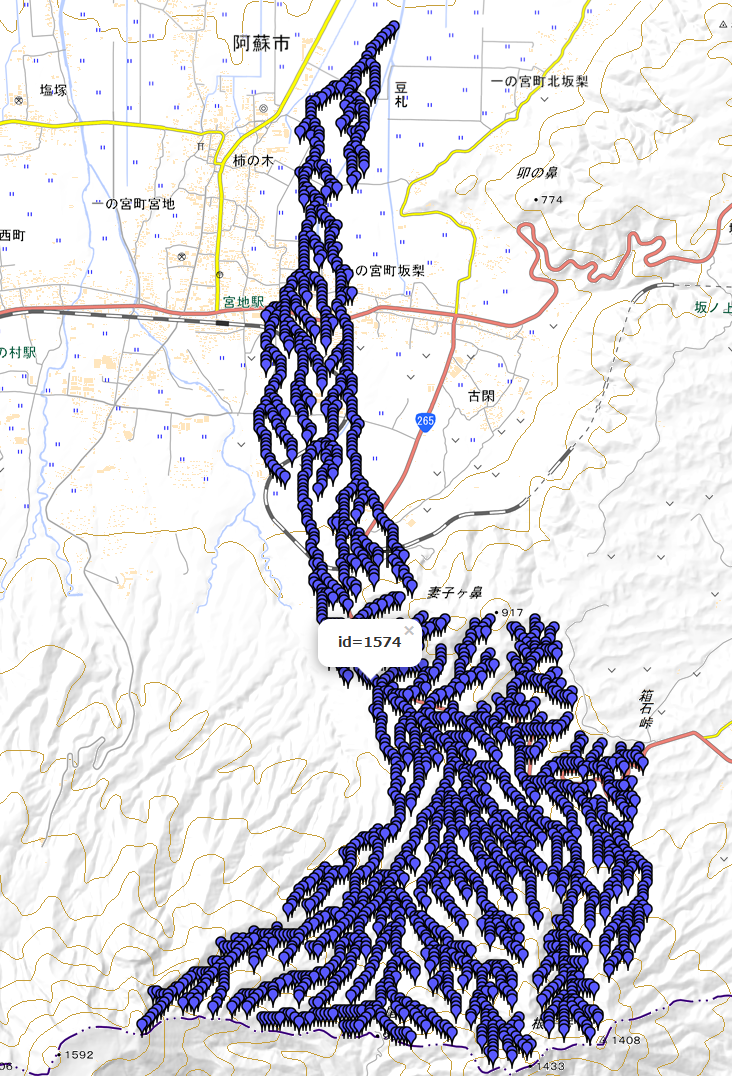 阿蘇市
豆札
一の宮町北坂梨
塩塚
柿の木
卯の鼻
774
一の宮町宮地
西町
の宮町坂梨
宮地駅
坂ノ上
の村駅
古閑
265
妻子ヶ鼻
917
id=1574
×
箱石峠
根
1592
1408
1433